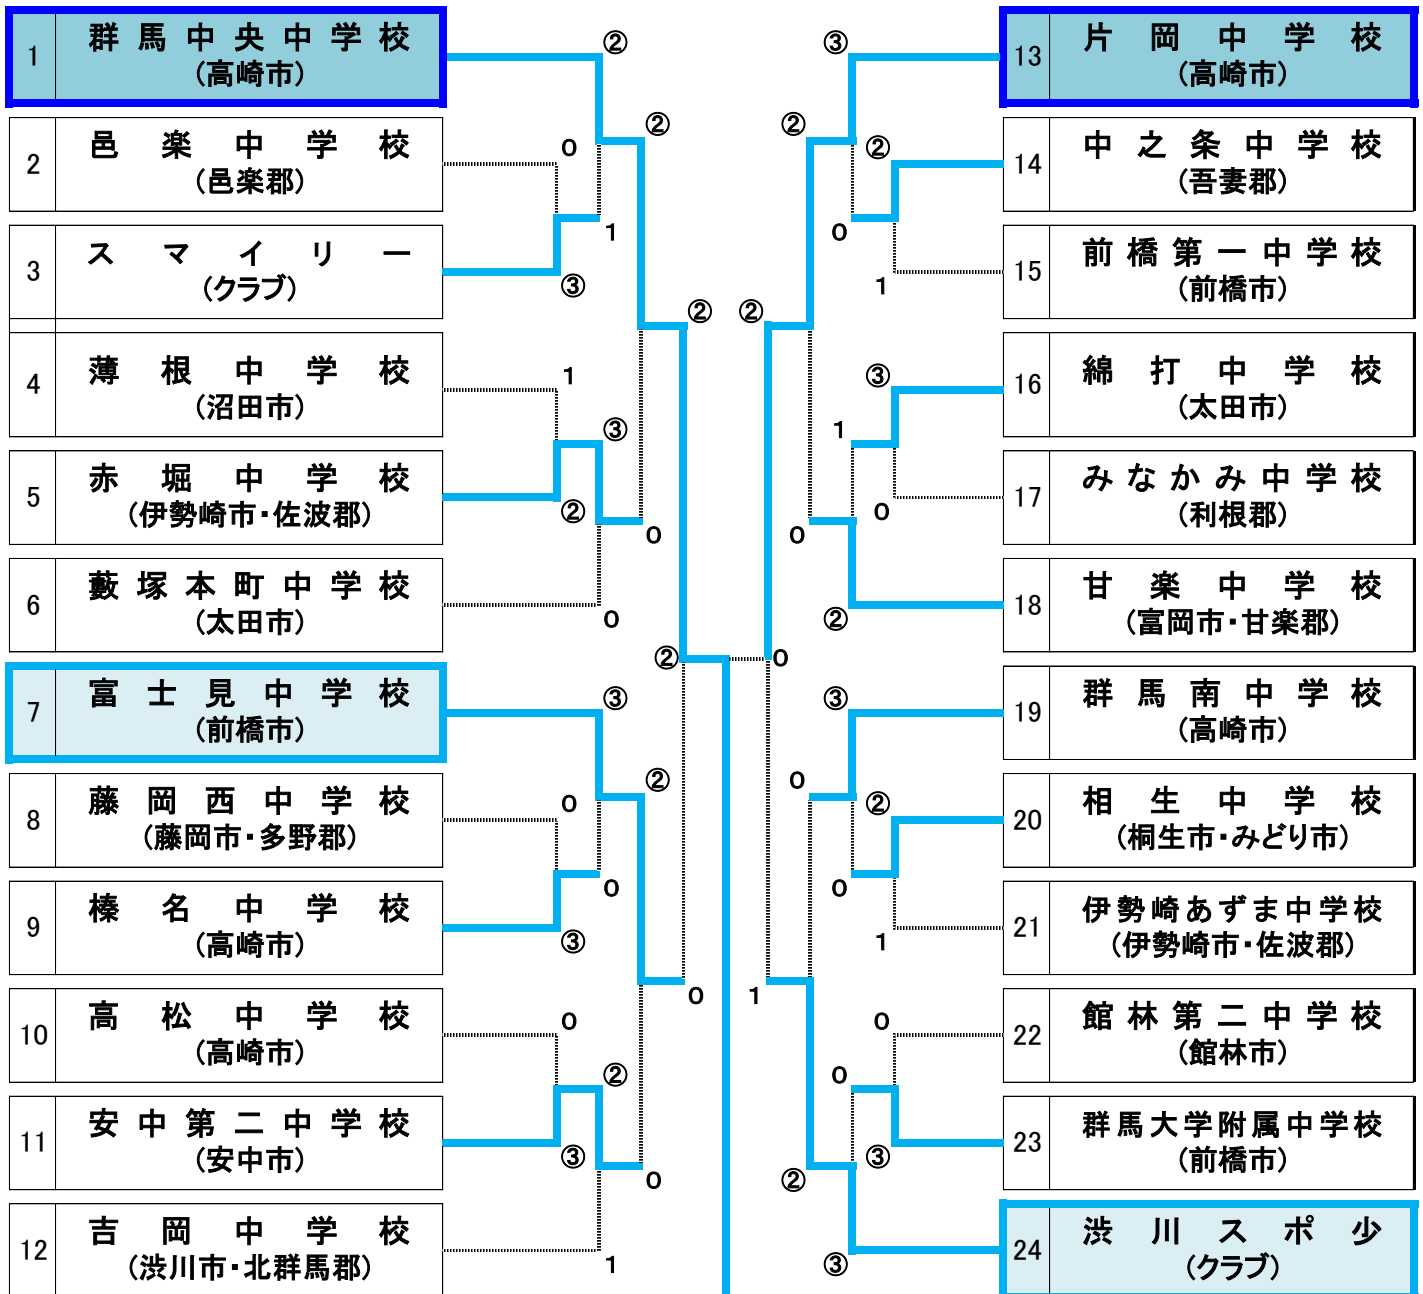 1
群馬中央中学校
(高崎市)
2
邑楽中学校
(邑楽郡)
3
スマイリー
(クラブ)
4
薄根中学校
(沼田市)
5
赤堀中学校
(伊勢崎市・佐波郡)
6
藪塚本町中学校
(太田市)
7
富士見中学校
(前橋市)
8
藤岡西中学校
(藤岡市・多野郡)
9
榛名中学校
(高崎市)
10
高松中学校
(高崎市)
11
安中第二中学校
(安中市)
12
吉岡中学校
(渋川市・北群馬郡)
②
0
②
1
③
②
1
③
②
0
0
②
③
0
②
0
③
0
0
②
③
0
1
③
②
②
0
1
②
③
1
0
0
②
0
③
0
②
0
1
1
0
0
③
②
③
13
片岡中学校
(高崎市)
14
中之条中学校
(吾妻郡)
15
前橋第一中学校
(前橋市)
16
綿打中学校
(太田市)
17
みなかみ中学校
(利根郡)
18
甘楽中学校
(富岡市・甘楽郡)
19
群馬南中学校
(高崎市)
20
相生中学校
(桐生市・みどり市)
21
伊勢崎あずま中学校
(伊勢崎市・佐波郡)
22
館林第二中学校
(館林市)
23
群馬大学附属中学校
(前橋市)
24
渋川スポ少
(クラブ)